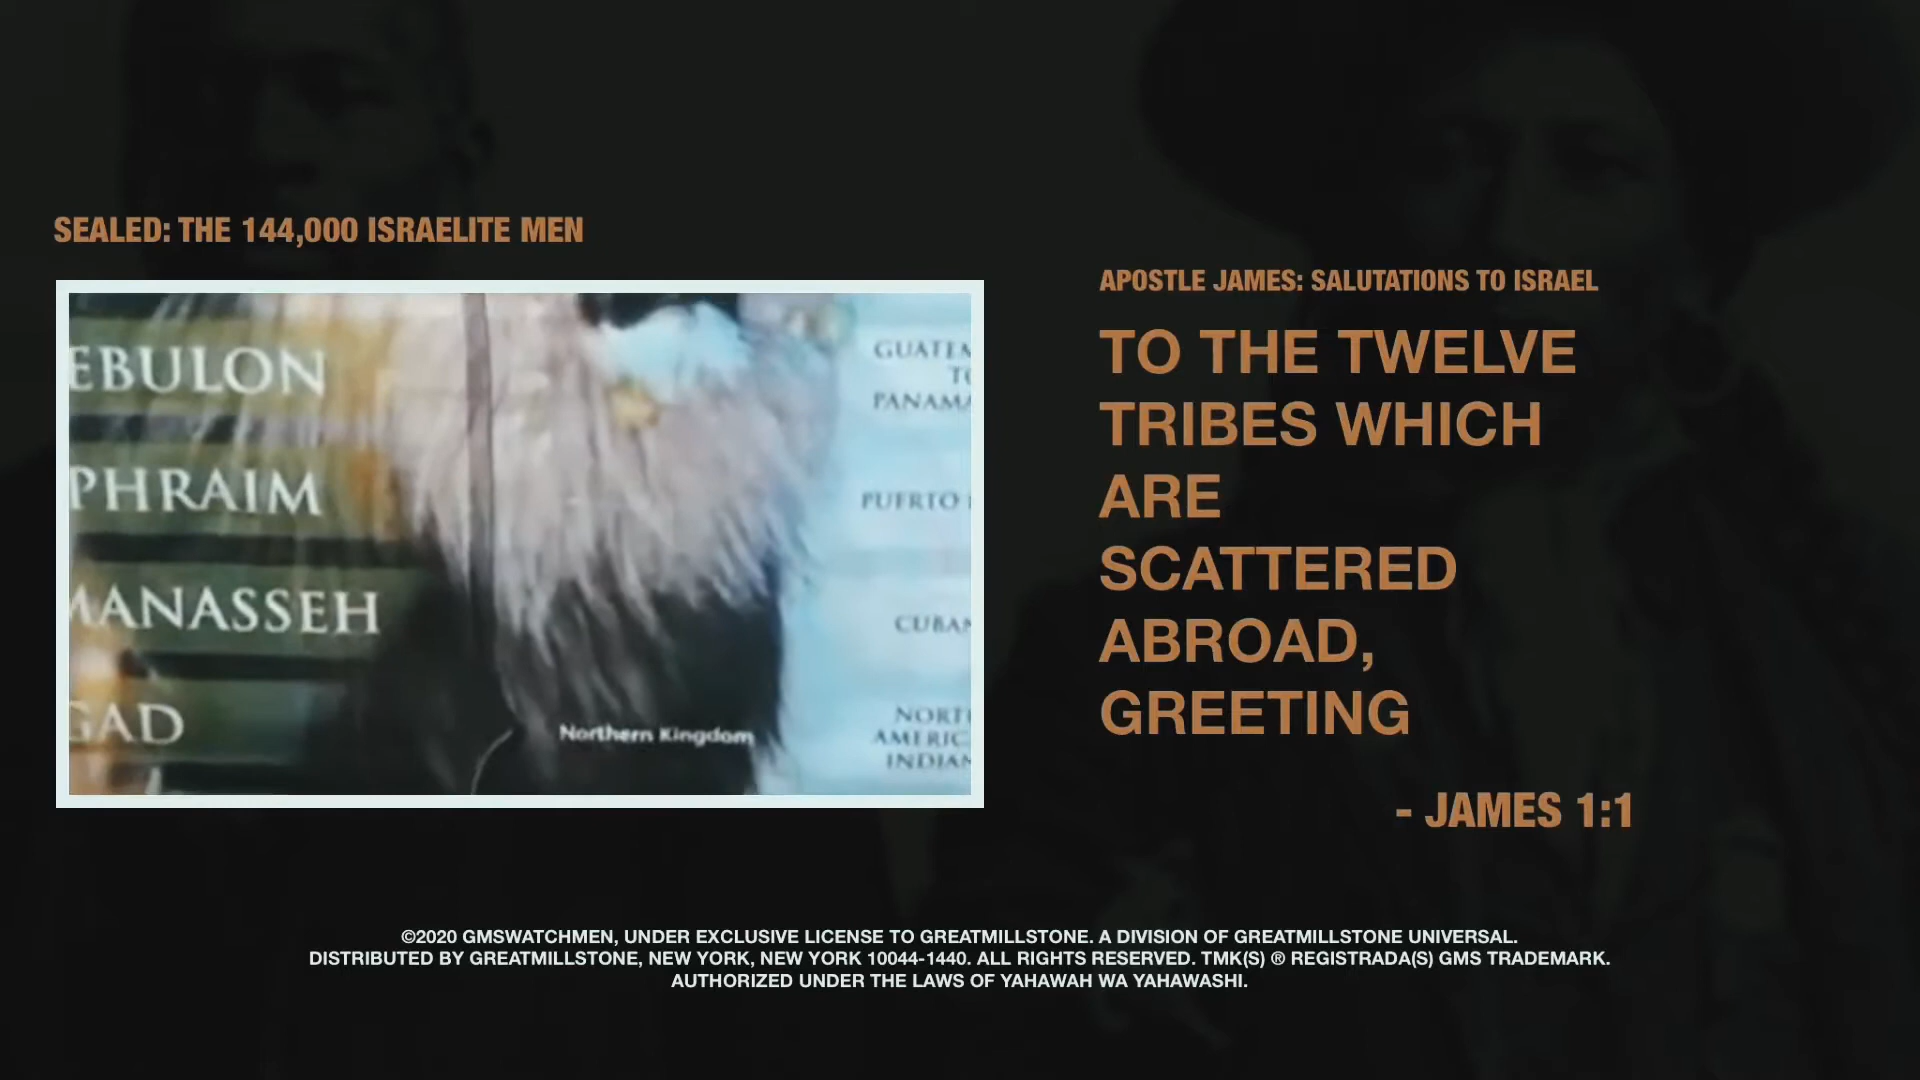 SEALED: THE 144,000 ISRAELITE MEN
EBULON
PHRAIM
MANASSEH
GAD
Northern Kingdom
PANAMA
PUERTO
APOSTLE JAMES: SALUTATIONS TO ISRAEL
TO THE TWELVE
TRIBES WHICH
ARE
SCATTERED
ABROAD,
GREETING
- JAMES 1:1
©2020 GMSWATCHMEN, UNDER EXCLUSIVE LICENSE TO GREATMILLSTONE. A DIVISION OF GREATMILLSTONE UNIVERSAL.
DISTRIBUTED BY GREATMILLSTONE, NEW YORK, NEW YORK 10044-1440. ALL RIGHTS RESERVED. TMK(S) ® REGISTRADA(S) GMS TRADEMARK.
AUTHORIZED UNDER THE LAWS OF YAHAWAH WA YAHAWASHI.